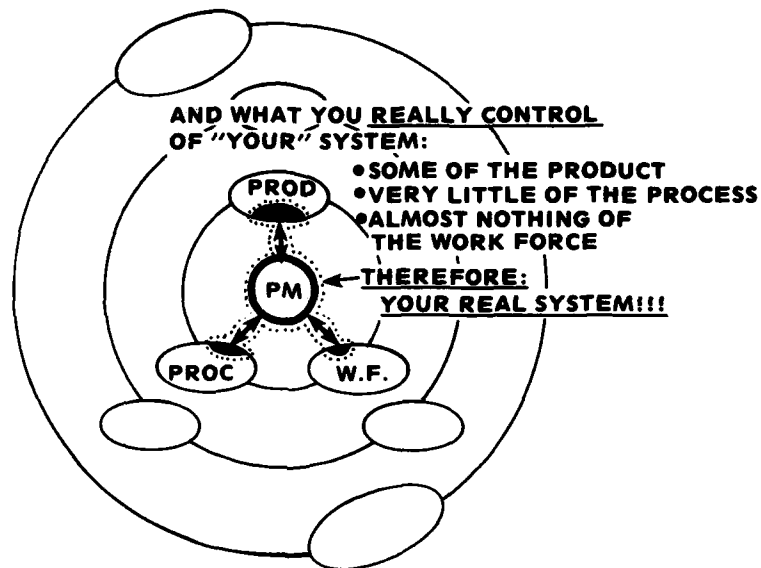 AND WHAT YOU REALLY CONTROL
OF "YOUR" SYSTEM:
•SOME OF THE PRODUCT
•VERY LITTLE OF THE PROCESS
•ALMOST NOTHING OF
THE WORK FORCE
THEREFORE:
YOUR REAL SYSTEM!!!
PROD
PM
PROC
W.F.